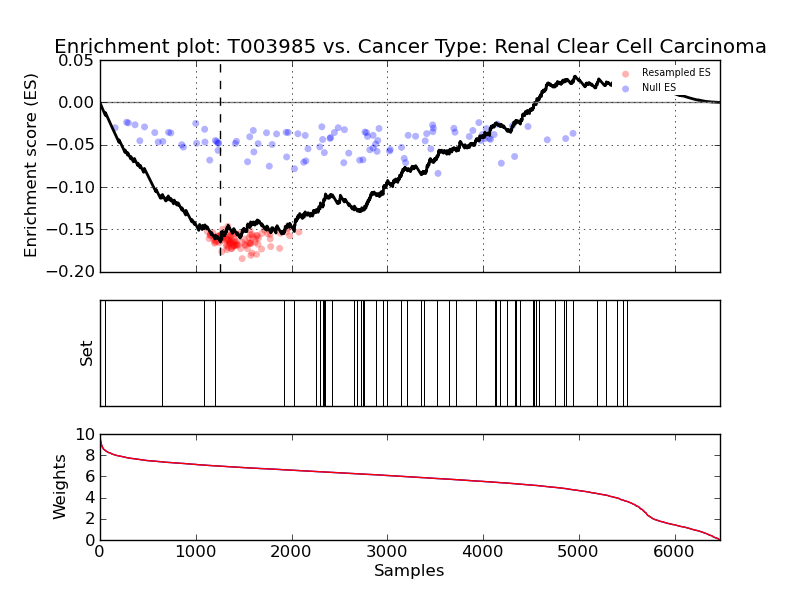 Enrichment plot: T003985 vs. Cancer Type: Renal Clear Cell Carcinoma
Enrichment score (ES)
0.05
0.00
−0.05
−0.10
−0.15
−0.20
Resampled ES
Null ES
Set
Weights
10
8
6
4
2
0
0 1000 2000 3000 4000 5000 6000
Samples